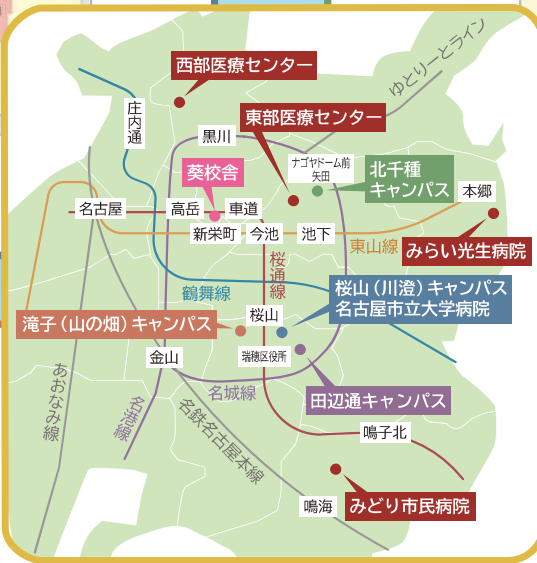 西部医療センター
ゆとりーとライン
庄内通
東部医療センター
黒川
ナゴヤドーム前
矢田
北千種
キャンパス
葵校舎
本郷
名古屋
高岳
車道
新栄町
今池
池下
東山線
みらい光生病院
桜通線
鶴舞線
桜山（川澄）キャンパス
名古屋市立大学病院
桜山
滝子（山の畑）キャンパス
金山
瑞穂区役所
あおなみ線
名港線
名城線
田辺通キャンパス
名鉄名古屋本線
鳴子北
鳴海
みどり市民病院